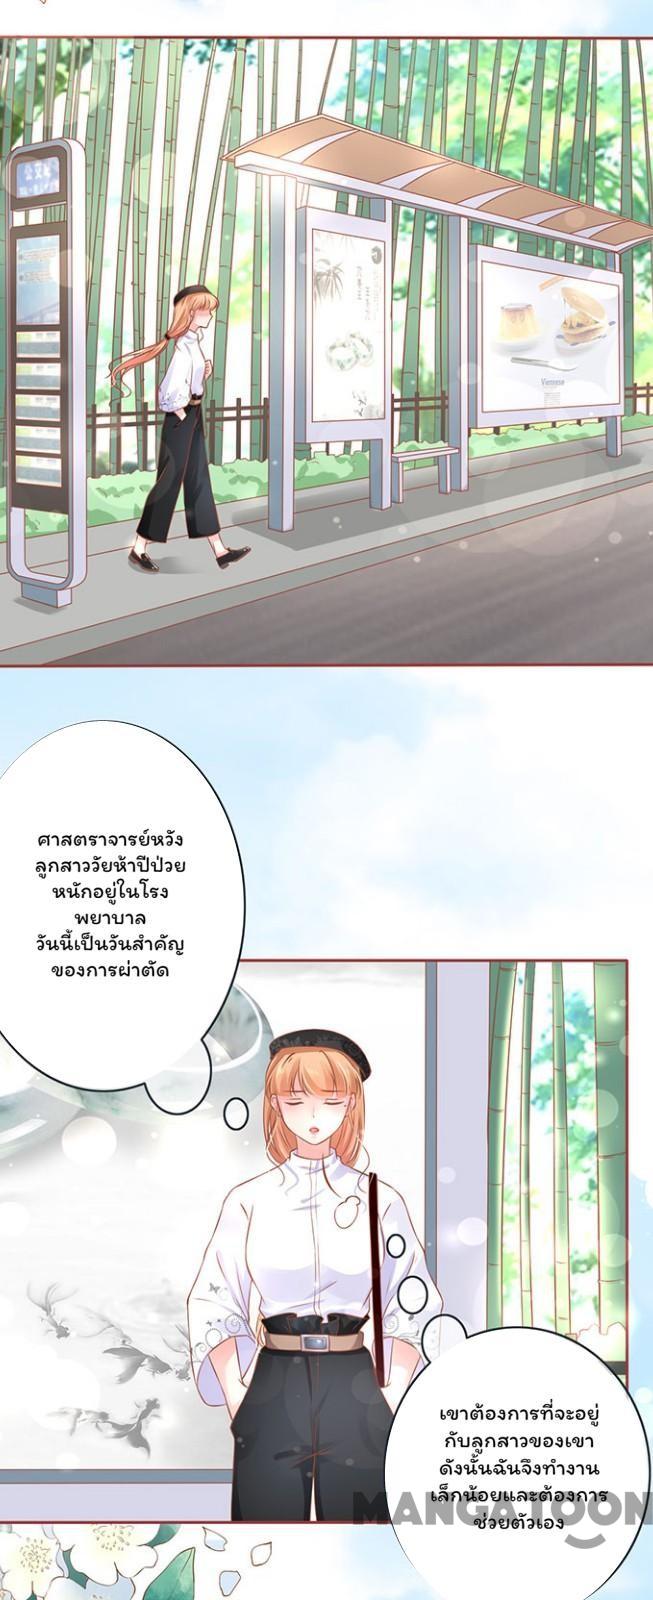 公交站
Viennese
ศาสตราจารย์หวัง
ลูกสาววัยห้าปีป่วย
หนักอยู่ในโรง
พยาบาล
วันนี้เป็นวันสำคัญ
ของการผ่าตัด
เขาต้องการที่จะอยู่
กับลูกสาวของเขา
ดังนั้นฉันจึงทำงาน
เล็กน้อยและต้องการ
ช่วยตัวเอง
MANGATOON